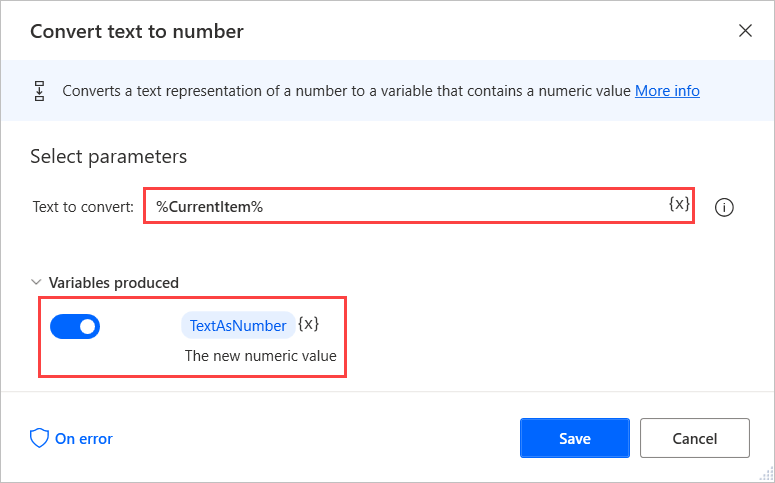 Convert text to number
Converts a text representation of a number to a variable that contains a numeric value More info
Select parameters
Text to convert: %CurrentItem% {x}
Variables produced
TextAsNumber {x}
The new numeric value
On error Save Cancel